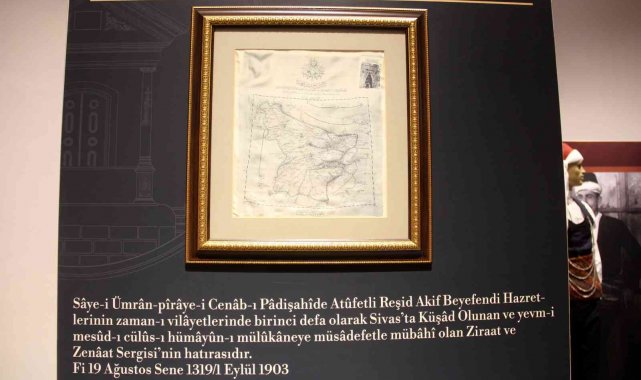 Sâye-i Ümrân-pîrâye-i Cenâb-ı Pâdişahîde Atûfetli Reşid Akif Beyefendi Hazret-
lerinin zaman-ı vilâyetlerinde birinci defa olarak Sivas'ta Küşâd Olunan ve yevm-i
mesûd-ı cülûs-ı hümâyûn-ı mülûkâneye müsâdefetle mübâhî olan Ziraat ve
Zenâat Sergisi'nin hatırasıdır.
Fi 19 Ağustos Sene 1319/1 Eylül 1903